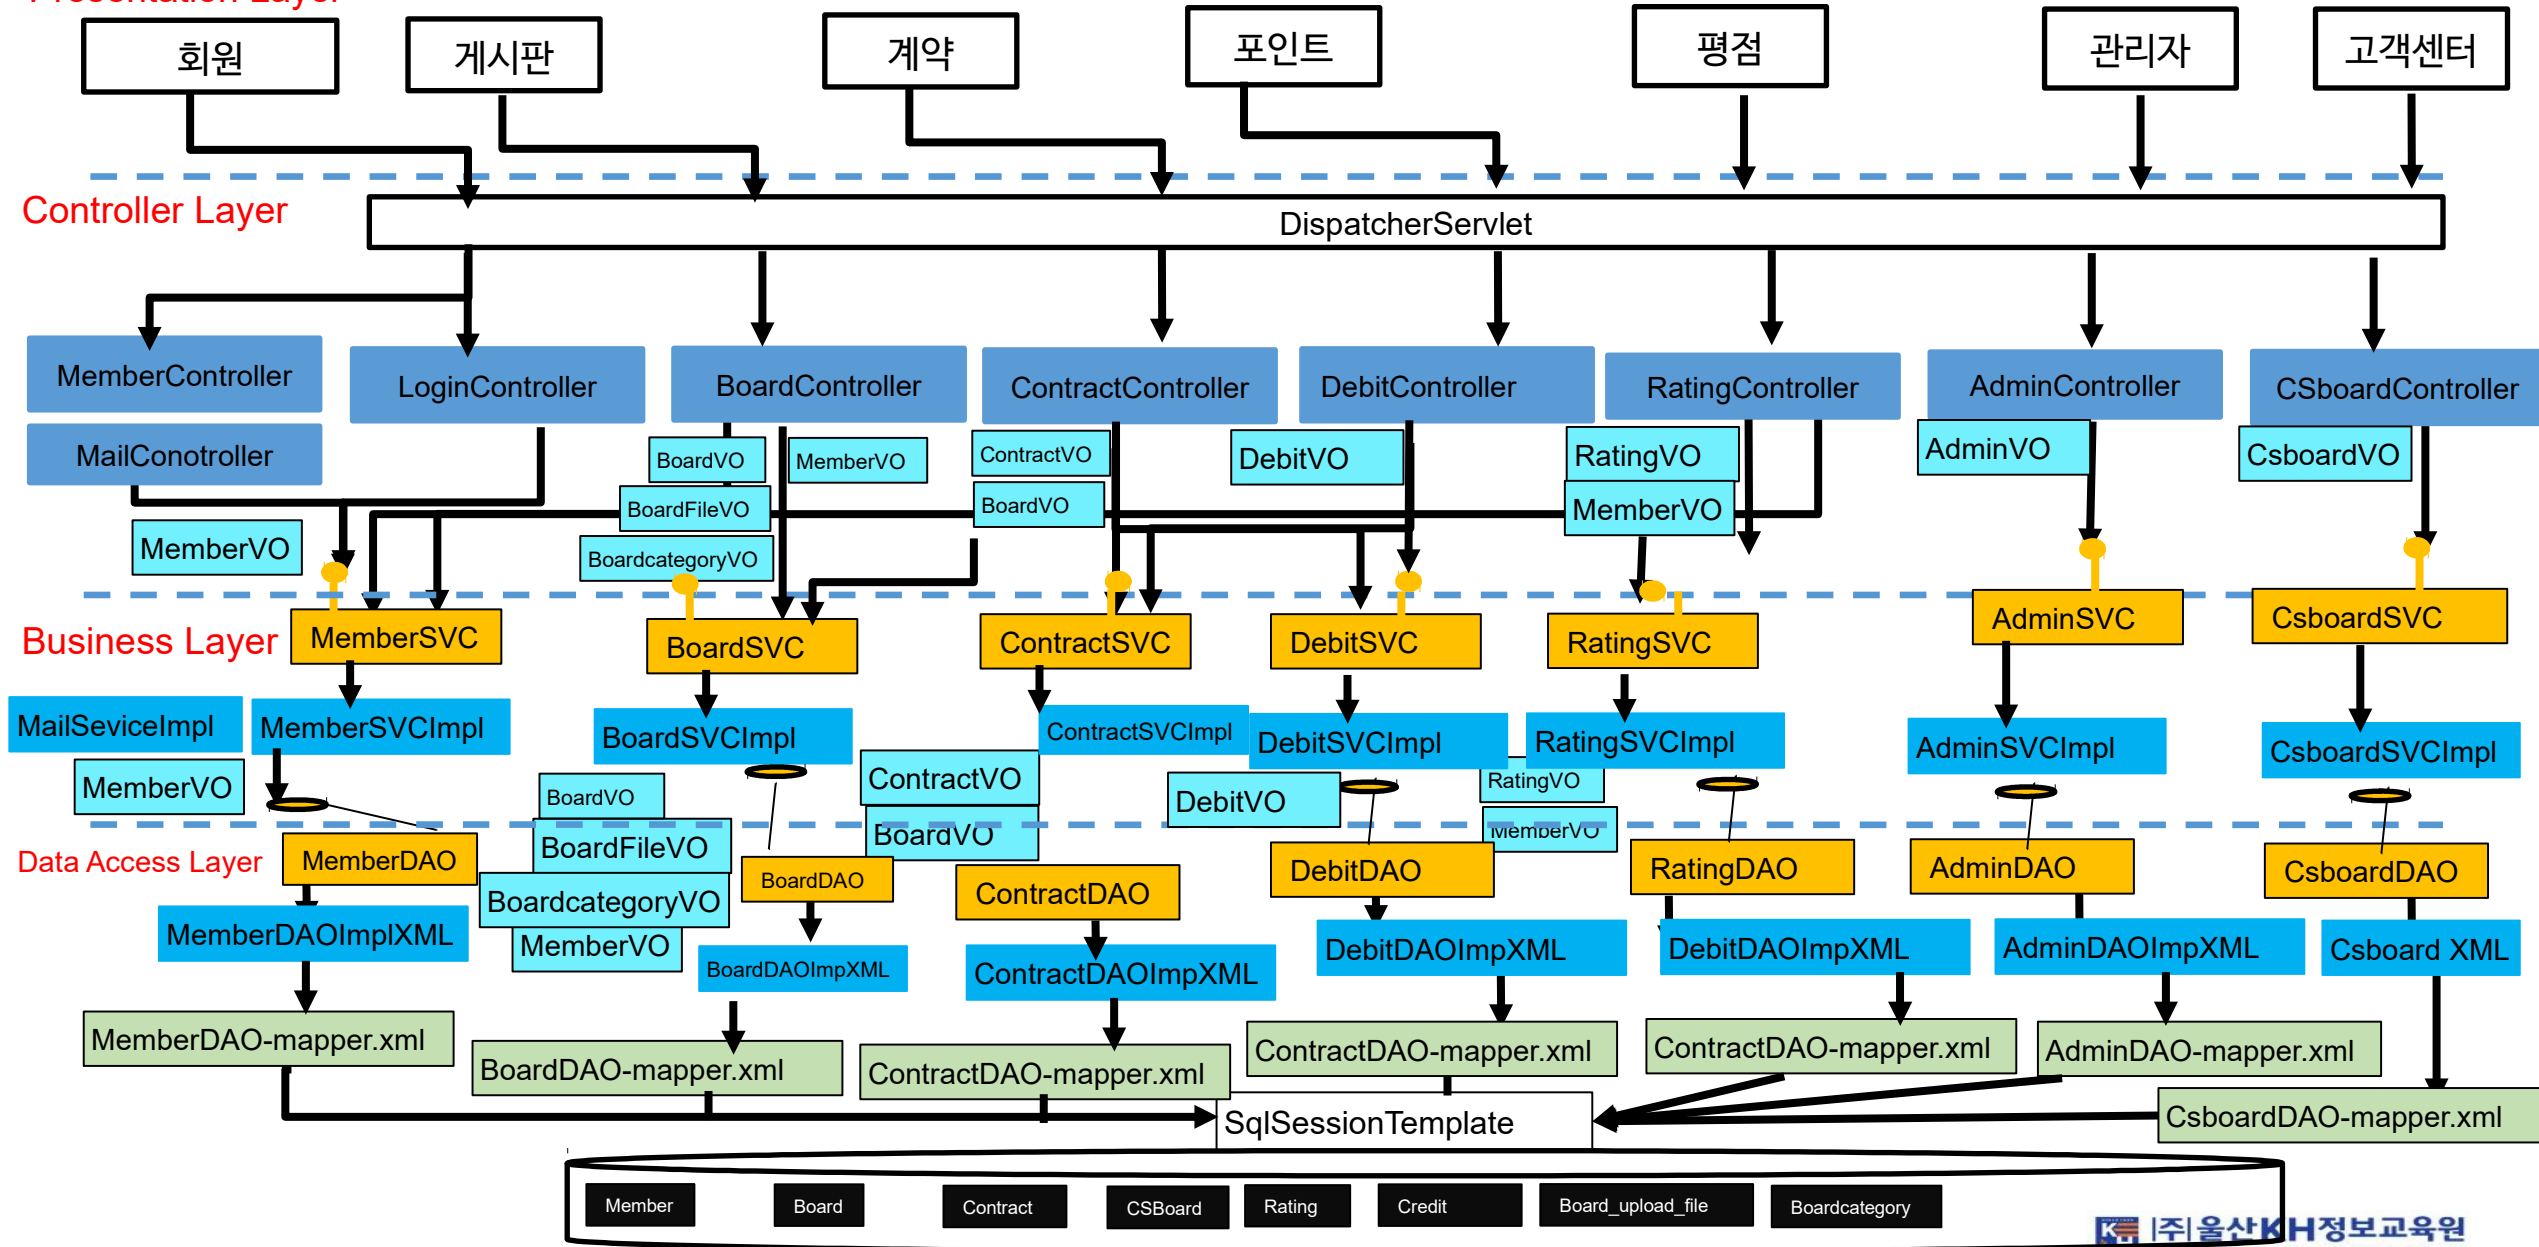 Presentation Layer
회원
게시판
계약
포인트
평점
관리자
고객센터
Controller Layer
DispatcherServlet
MemberController
LoginController
BoardController
ContractController
DebitController
RatingController
AdminController
CSboardController
MailConotroller
BoardVO
MemberVO
ContractVO
DebitVO
RatingVO
AdminVO
CsboardVO
BoardFileVO
BoardVO
MemberVO
MemberVO
BoardcategoryVO
Business Layer
MemberSVC
BoardSVC
ContractSVC
DebitSVC
RatingSVC
AdminSVC
CsboardSVC
MailSeviceImpl
MemberSVCImpl
BoardSVCImpl
ContractSVCImpl
DebitSVCImpl
RatingSVCImpl
AdminSVCImpl
CsboardSVCImpl
MemberVO
BoardVO
ContractVO
DebitVO
RatingVO
BoardVO
MemberVO
Data Access Layer
MemberDAO
BoardFileVO
BoardDAO
ContractDAO
DebitDAO
RatingDAO
AdminDAO
CsboardDAO
BoardcategoryVO
MemberVO
MemberDAOImplXML
BoardDAOImpXML
ContractDAOImpXML
DebitDAOImpXML
DebitDAOImpXML
AdminDAOImpXML
Csboard XML
MemberDAO-mapper.xml
BoardDAO-mapper.xml
ContractDAO-mapper.xml
ContractDAO-mapper.xml
ContractDAO-mapper.xml
AdminDAO-mapper.xml
CsboardDAO-mapper.xml
SqlSessionTemplate
Member
Board
Contract
CSBoard
Rating
Credit
Board_upload_file
Boardcategory
|주|울산KH정보교육원